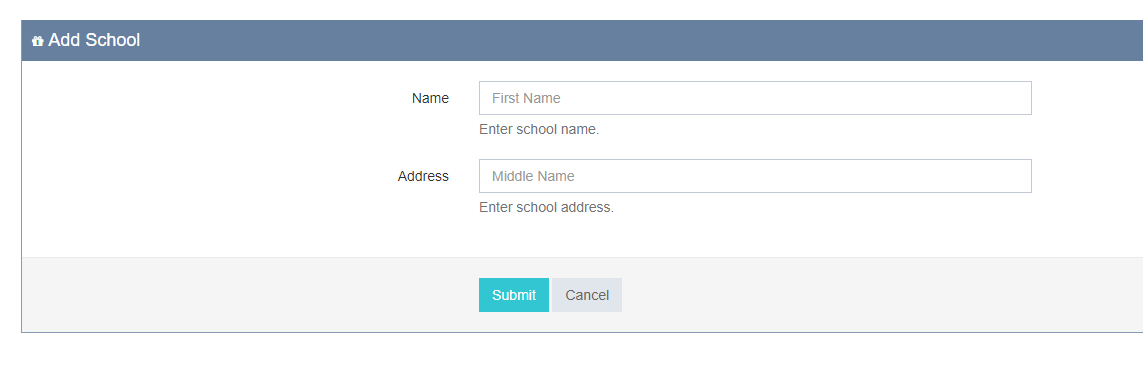 Add School
Name
First Name
Enter school name.
Address
Middle Name
Enter school address.
Submit
Cancel